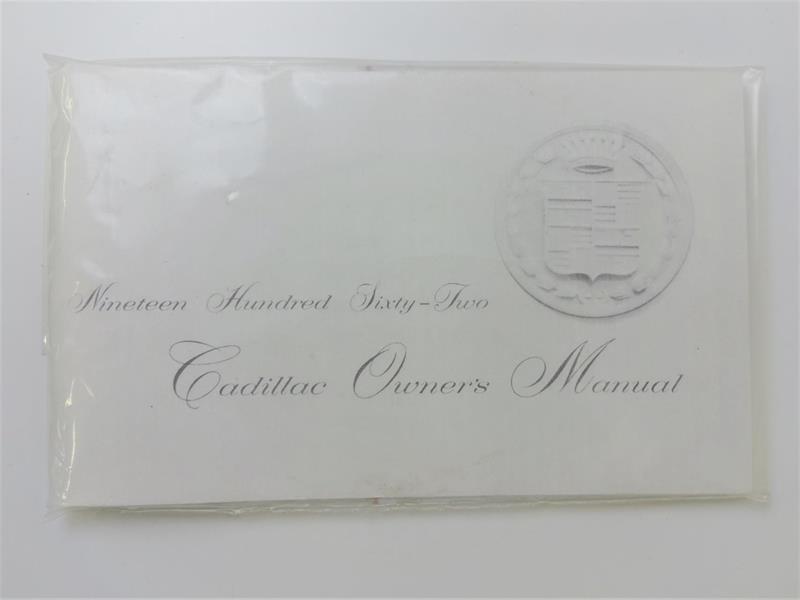 Nineteen Hundred Sixty-Two
Cadillac Owner's Manual